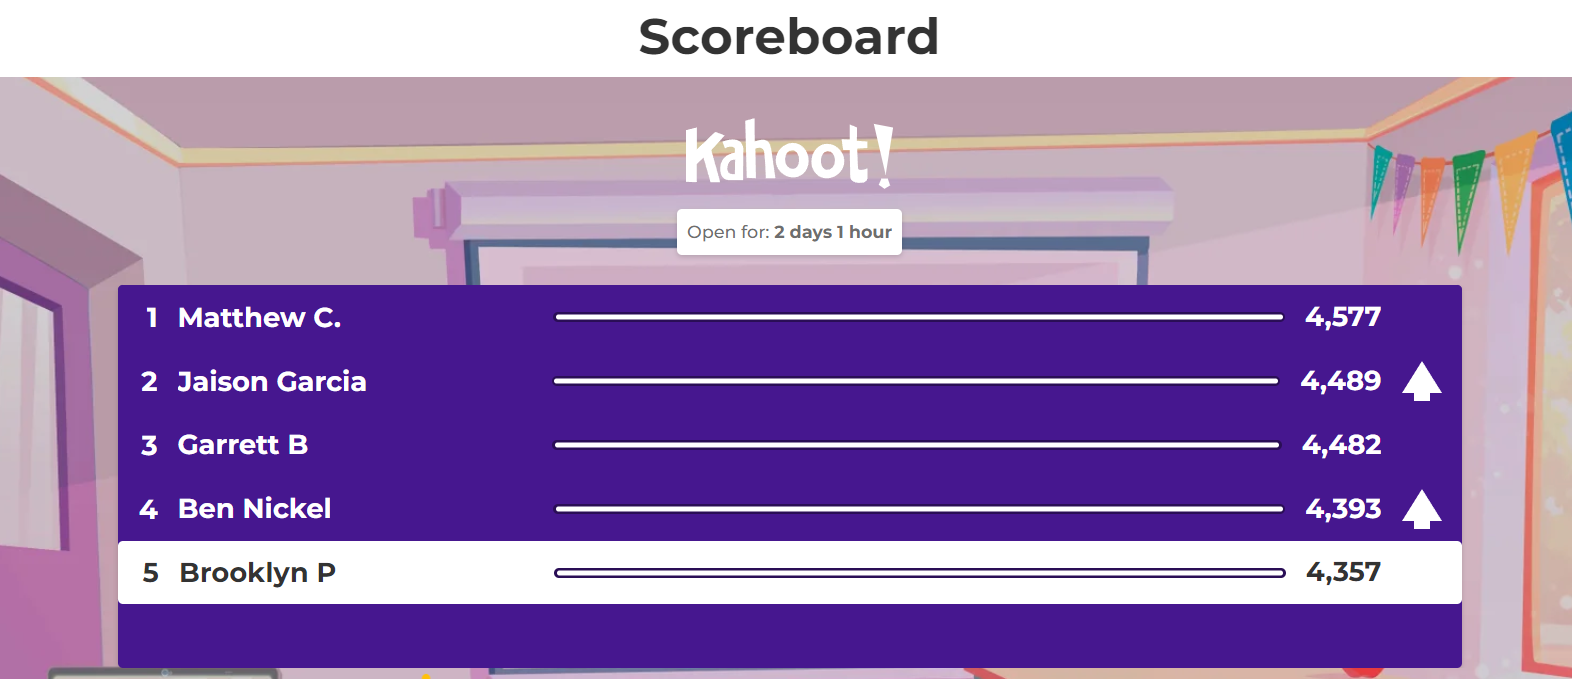 Scoreboard
Kahoot!
Open for: 2 days 1 hour
1 Matthew C. 4,577
2 Jaison Garcia 4,489
3 Garrett B 4,482
4 Ben Nickel 4,393
5 Brooklyn P 4,357